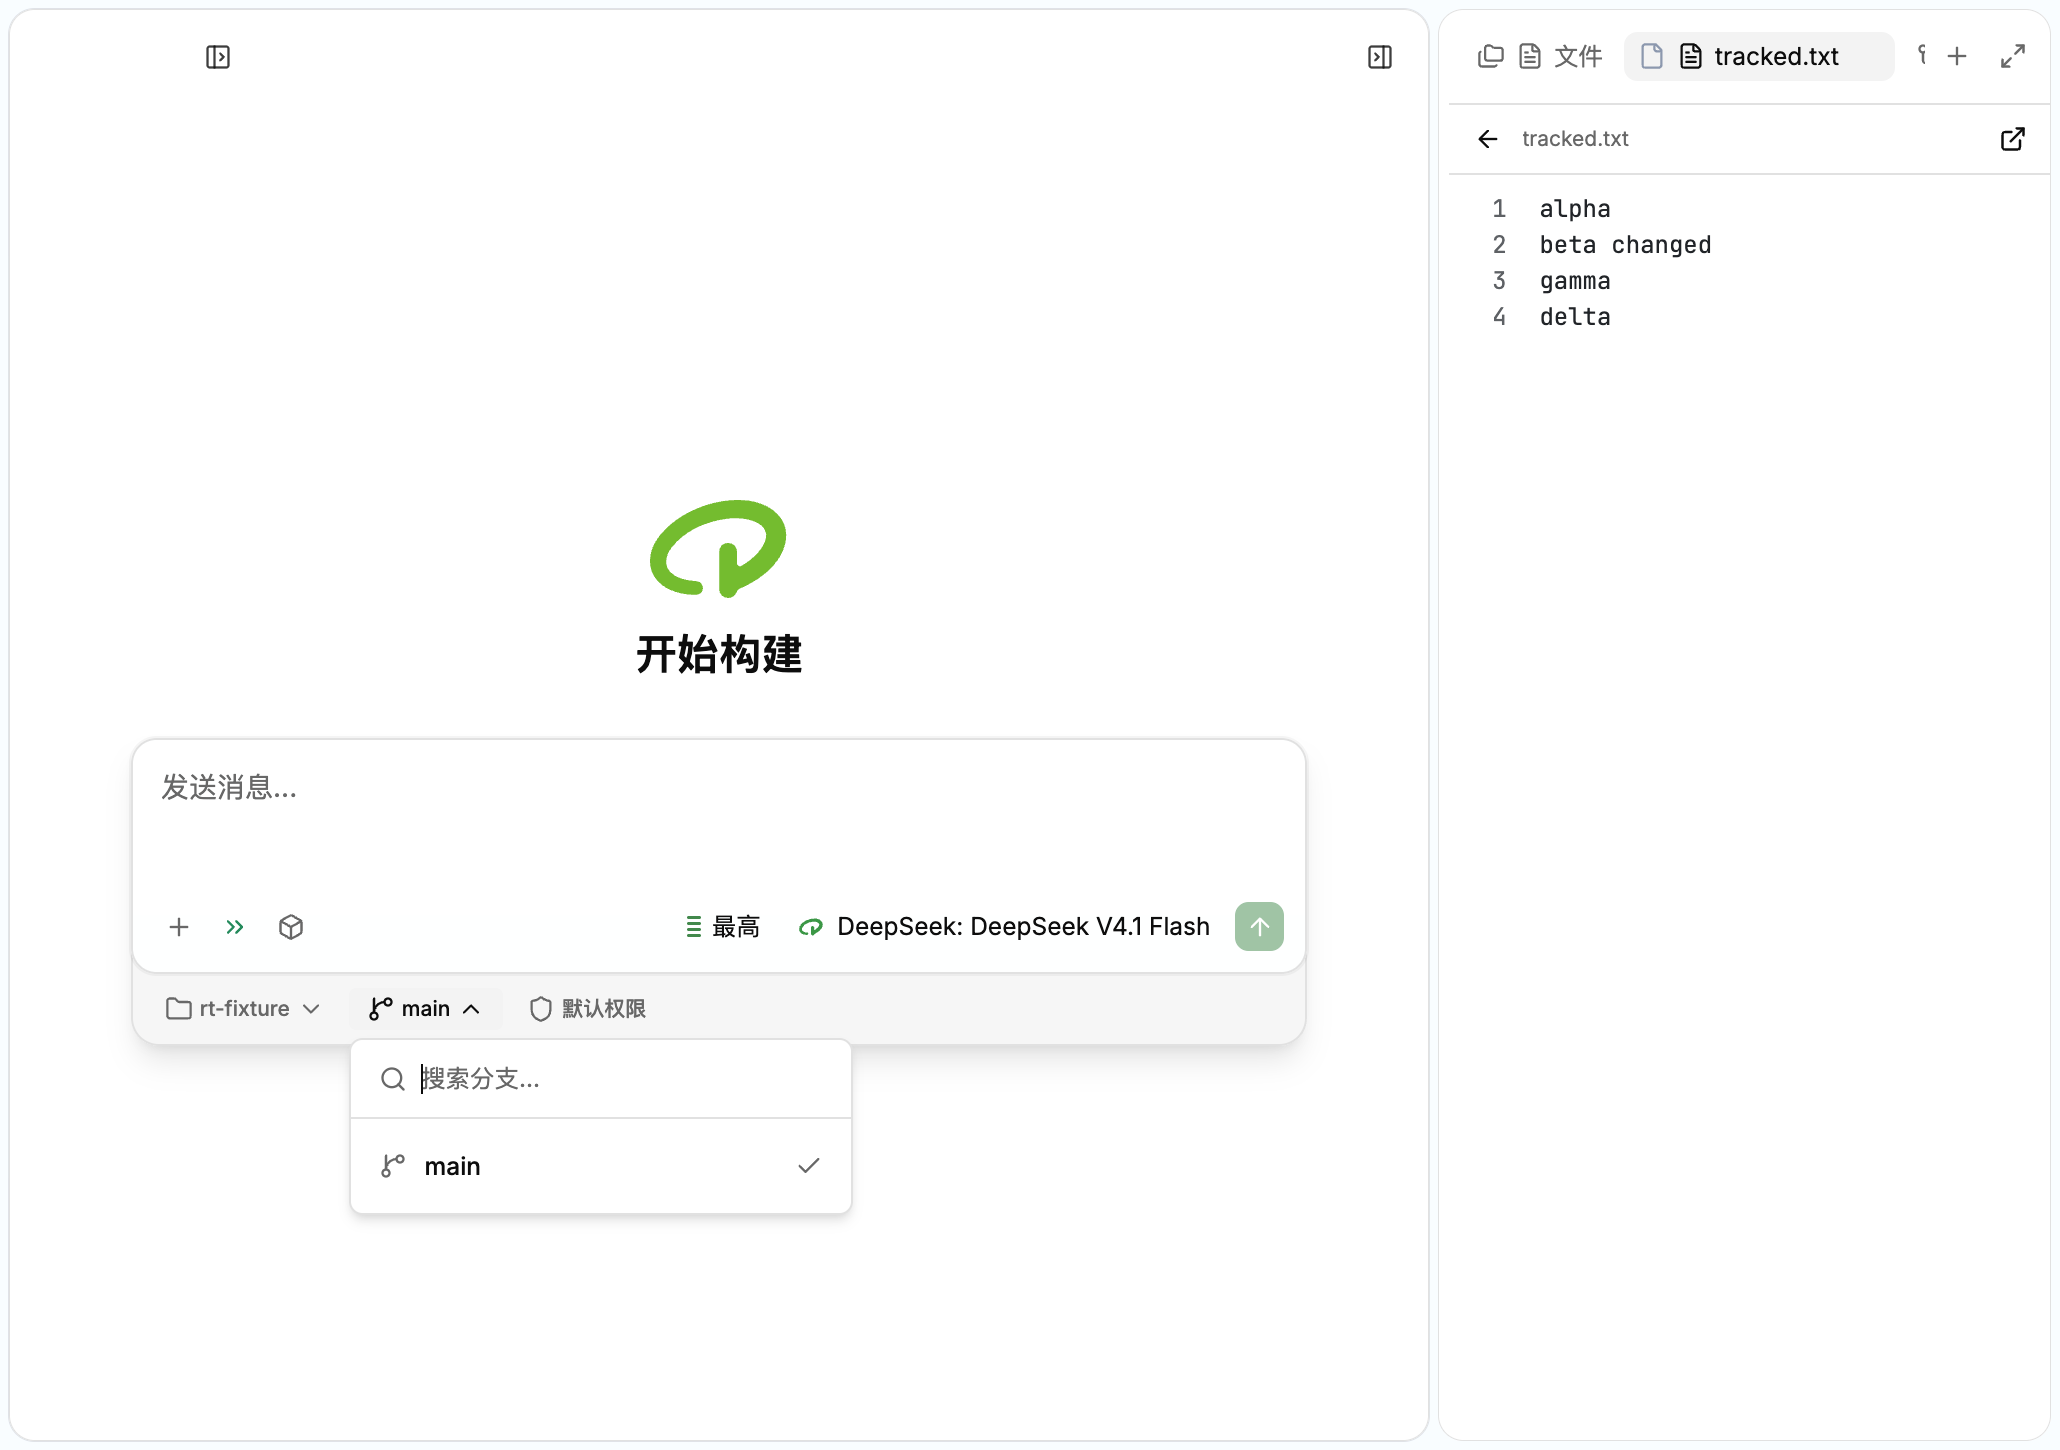 开始构建
发送消息...
最高 DeepSeek: DeepSeek V4.1 Flash
rt-fixture main 默认权限
搜索分支...
main
文件 tracked.txt
tracked.txt
1 alpha
2 beta changed
3 gamma
4 delta